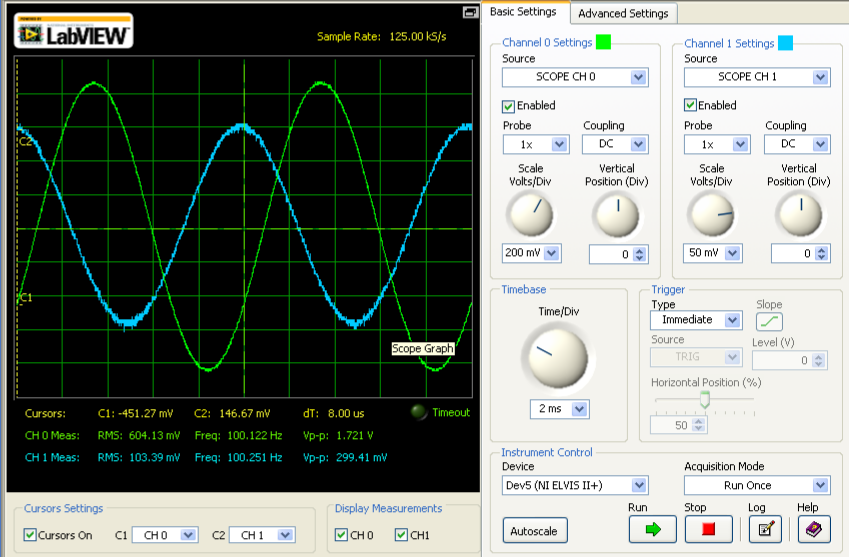 Basic Settings
Advanced Settings
LabVIEW
Sample Rate: 125.00 kS/s
C2
C1
Scope Graph
Cursors: C1: -451.27 mV C2: 146.67 mV dT: 8.00 us Timeout
CH 0 Meas: RMS: 604.13 mV Freq: 100.122 Hz Vp-p: 1.721 V
CH 1 Meas: RMS: 103.39 mV Freq: 100.251 Hz Vp-p: 299.41 mV
Cursors Settings
Cursors On C1 CH 0 C2 CH 1
Display Measurements
CH 0 CH1
Channel 0 Settings
Source
SCOPE CH 0
Enabled
Probe Coupling
1x DC
Scale Vertical
Volts/Div Position (Div)
200 mV 0
Channel 1 Settings
Source
SCOPE CH 1
Enabled
Probe Coupling
1x DC
Scale Vertical
Volts/Div Position (Div)
50 mV 0
Timebase
Time/Div
2 ms
Trigger
Type Slope
Immediate
Source Level (V)
TRIG 0
Horizontal Position (%)
50
Instrument Control
Device Acquisition Mode
Dev5 (NI ELVIS II+) Run Once
Run Stop Log Help
Autoscale